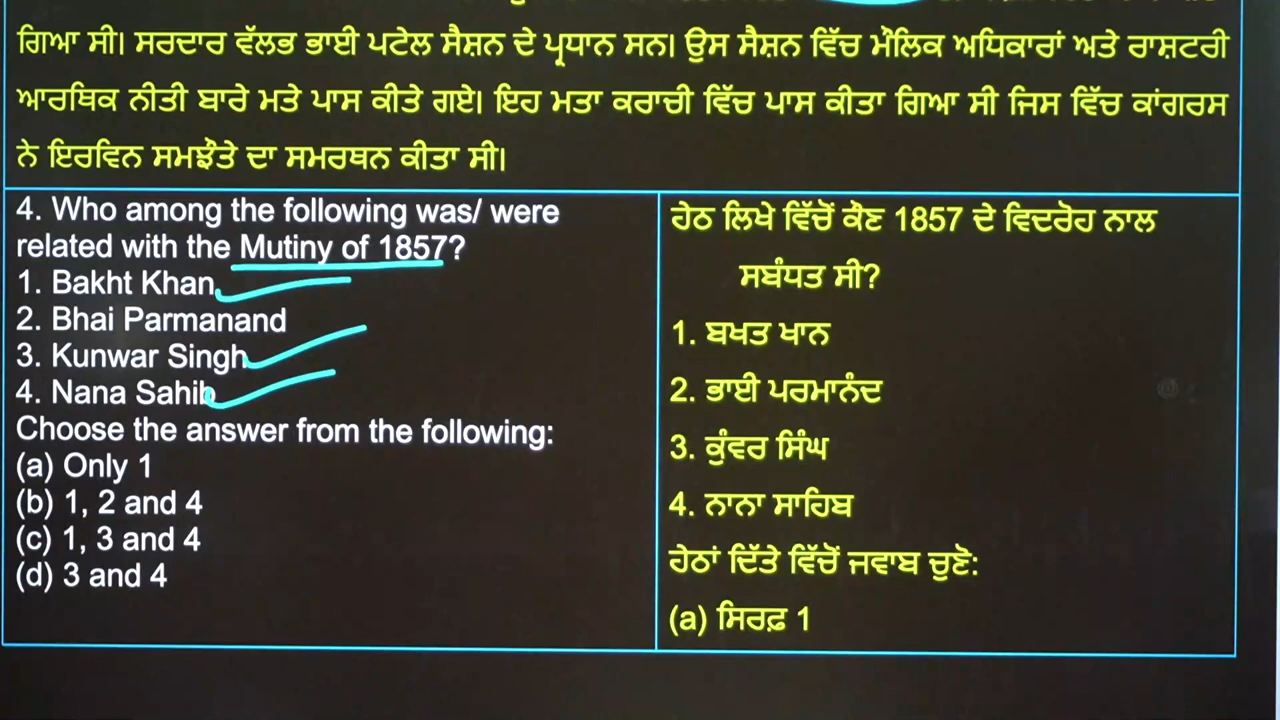 ਗਿਆ ਸੀ। ਸਰਦਾਰ ਵੱਲਭ ਭਾਈ ਪਟੇਲ ਸੈਸ਼ਨ ਦੇ ਪ੍ਰਧਾਨ ਸਨ। ਉਸ ਸੈਸ਼ਨ ਵਿੱਚ ਮੌਲਿਕ ਅਧਿਕਾਰਾਂ ਅਤੇ ਰਾਸ਼ਟਰੀ
ਆਰਥਿਕ ਨੀਤੀ ਬਾਰੇ ਮਤੇ ਪਾਸ ਕੀਤੇ ਗਏ। ਇਹ ਮਤਾ ਕਰਾਚੀ ਵਿੱਚ ਪਾਸ ਕੀਤਾ ਗਿਆ ਸੀ ਜਿਸ ਵਿੱਚ ਕਾਂਗਰਸ
ਨੇ ਇਰਵਿਨ ਸਮਝੌਤੇ ਦਾ ਸਮਰਥਨ ਕੀਤਾ ਸੀ।
4. Who among the following was/ were
related with the Mutiny of 1857?
1. Bakht Khan
2. Bhai Parmanand
3. Kunwar Singh
4. Nana Sahib
Choose the answer from the following:
(a) Only 1
(b) 1, 2 and 4
(c) 1, 3 and 4
(d) 3 and 4
ਹੇਠ ਲਿਖੇ ਵਿੱਚੋਂ ਕੌਣ 1857 ਦੇ ਵਿਦਰੋਹ ਨਾਲ
ਸਬੰਧਤ ਸੀ?
1. ਬਖਤ ਖਾਨ
2. ਭਾਈ ਪਰਮਾਨੰਦ
3. ਕੁੰਵਰ ਸਿੰਘ
4. ਨਾਨਾ ਸਾਹਿਬ
ਹੇਠਾਂ ਦਿੱਤੇ ਵਿੱਚੋਂ ਜਵਾਬ ਚੁਣੋ:
(a) ਸਿਰਫ਼ 1